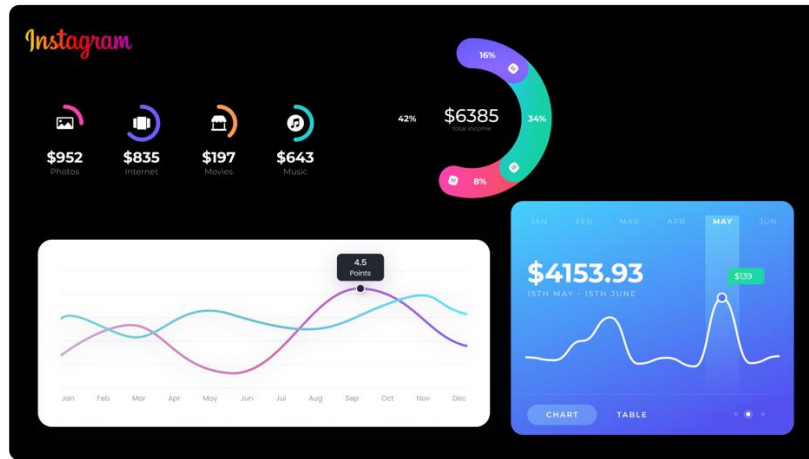 Instagram
$952
Photos
$835
Internet
$197
Movies
$643
Music
16%
42%
$6385
total income
34%
8%
4.5
Points
Jan Feb Mar Apr May Jun Jul Aug Sep Oct Nov Dec
JAN FEB MAR APR MAY JUN
$4153.93
15TH MAY - 15TH JUNE
$139
CHART TABLE